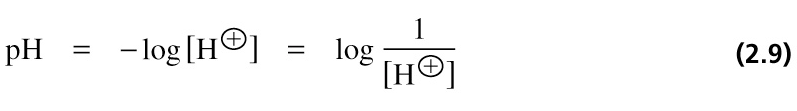 pH = −log [H⊕] = log 1/[H⊕] (2.9)